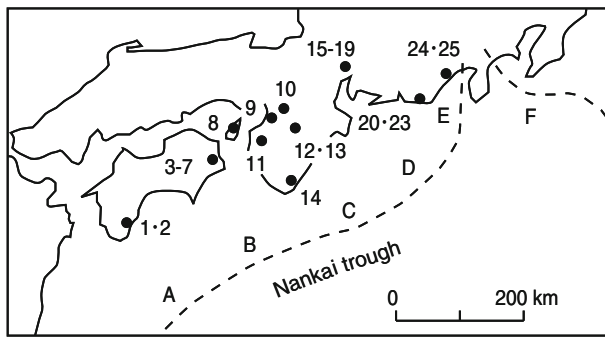 15-19
24・25
10
9
8
20・23
E
F
3-7
11
12・13
D
14
1・2
C
B
Nankai trough
A
0
200 km